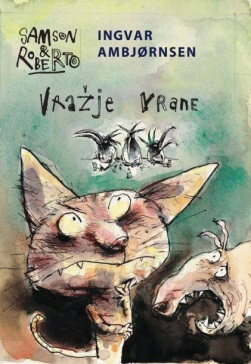 SAMSON
& 
ROBERTO
INGVAR
AMBJØRNSEN
Vražje vrane